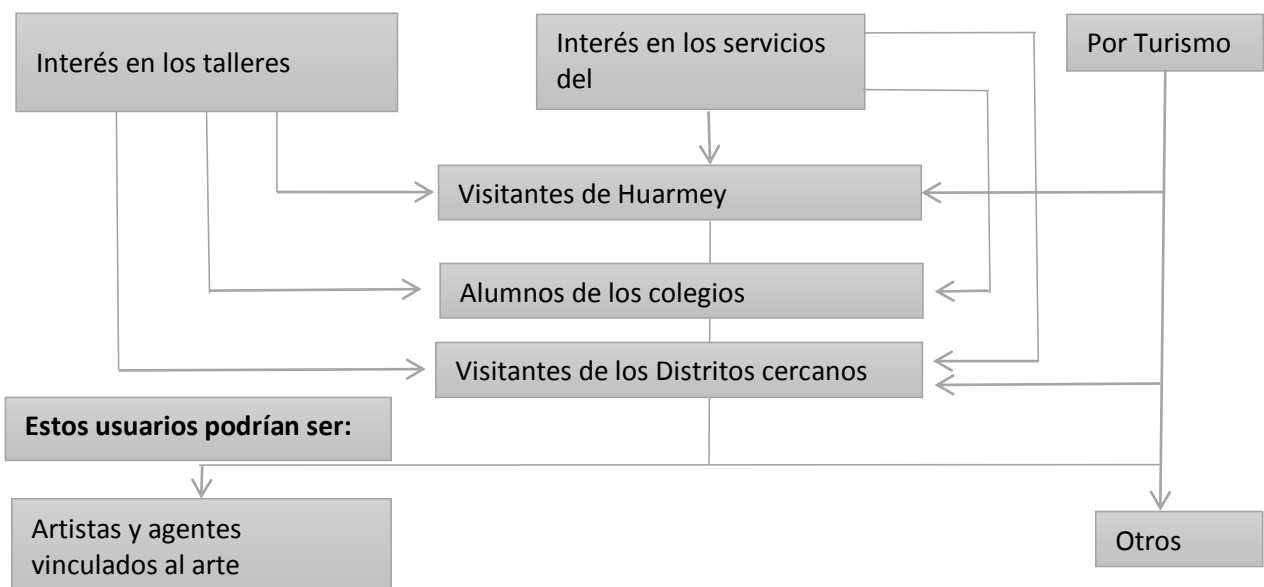 Interés en los talleres
Interés en los servicios
del
Por Turismo
Visitantes de Huarmey
Alumnos de los colegios
Visitantes de los Distritos cercanos
Estos usuarios podrían ser:
Artistas y agentes
vinculados al arte
Otros